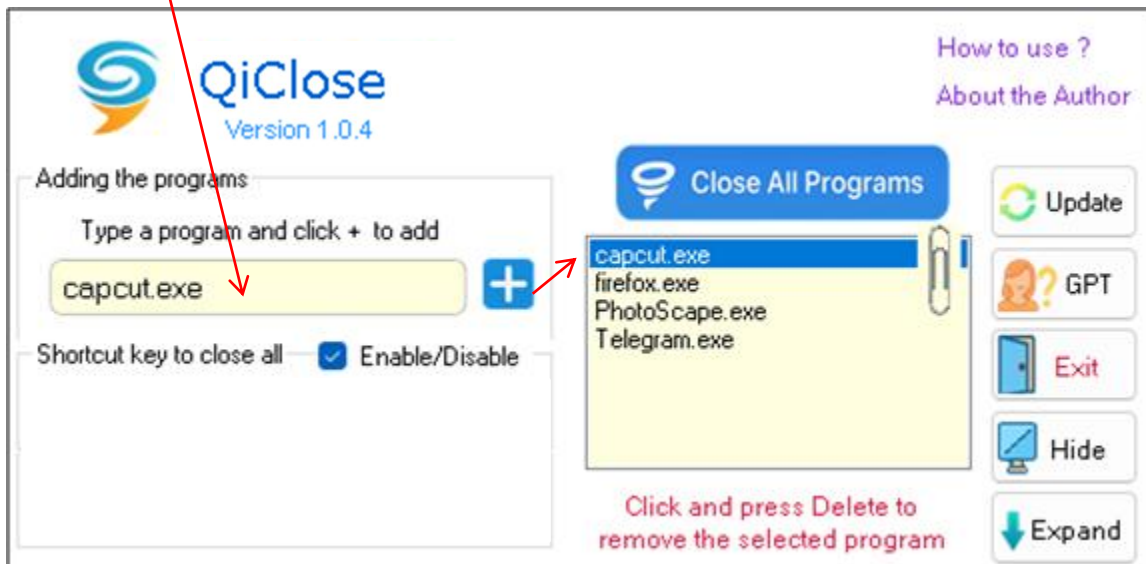 QiClose
Version 1.0.4
How to use ?
About the Author
Adding the programs
Type a program and click + to add
capcut.exe
Shortcut key to close all
Enable/Disable
Close All Programs
capcut.exe
firefox.exe
PhotoScape.exe
Telegram.exe
Click and press Delete to
remove the selected program
Update
GPT
Exit
Hide
Expand